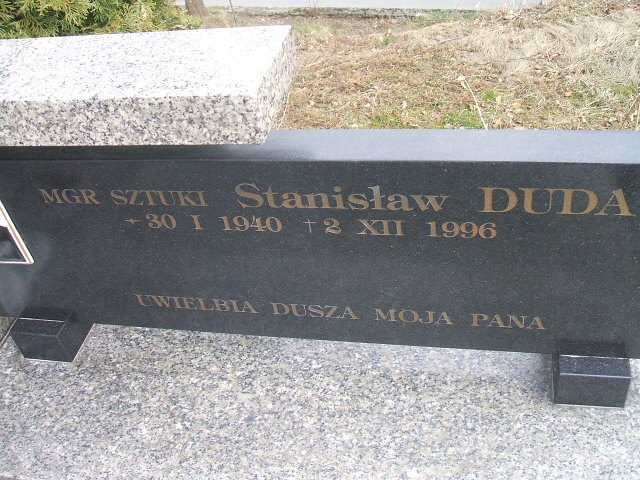 MGR SZTUKI Stanisław DUDA
+ 30 I 1940 † 2 XII 1996
UWIELBIA DUSZA MOJA PANA